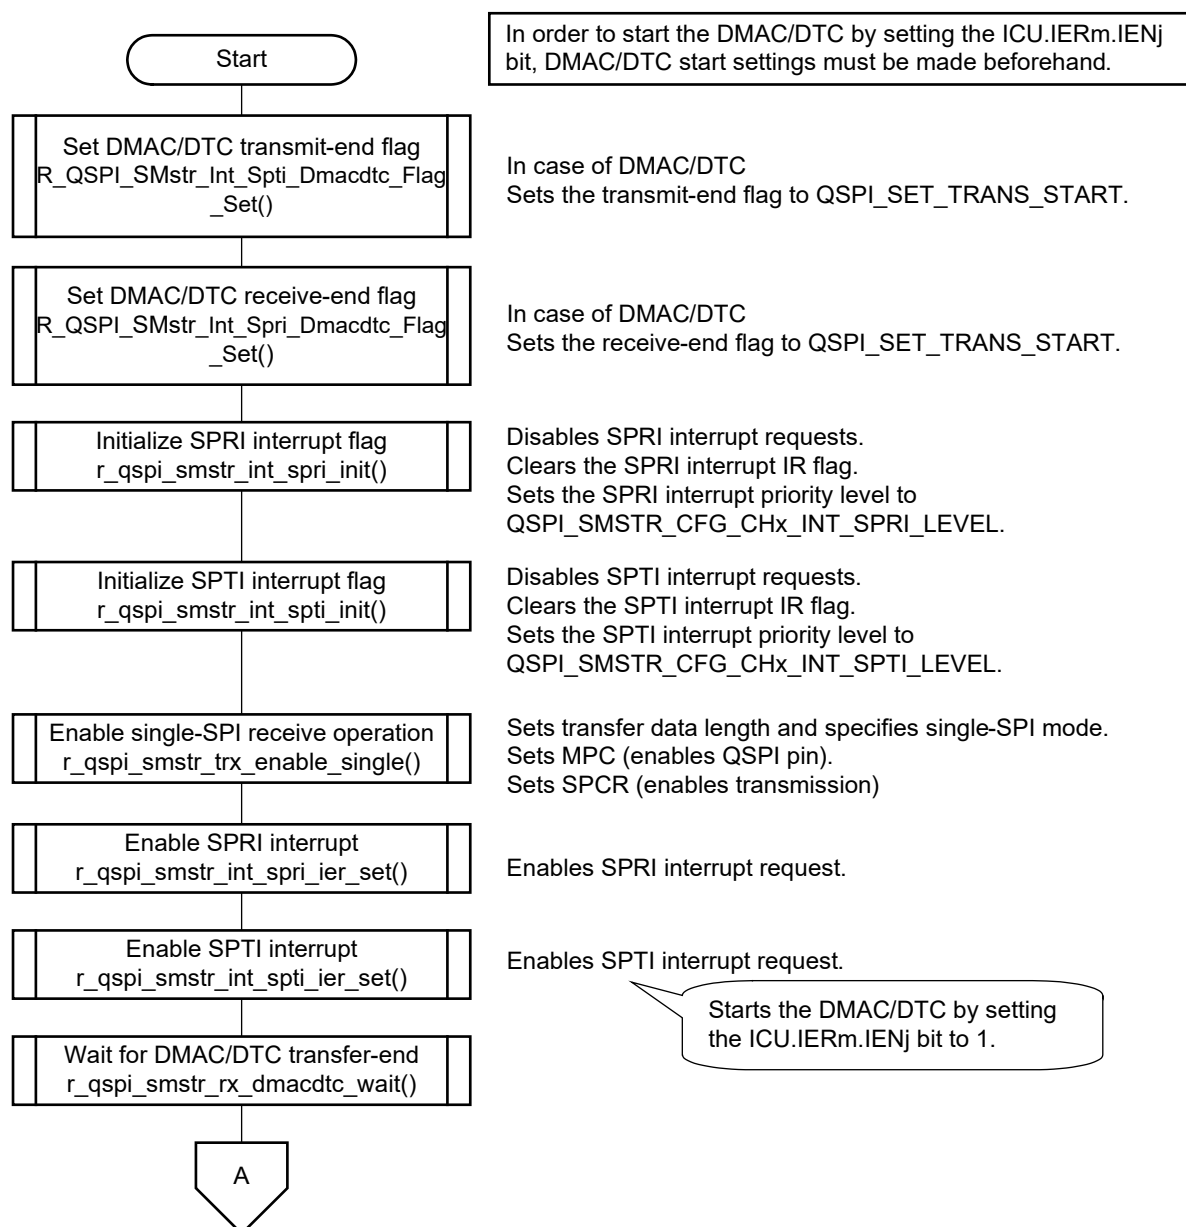 In order to start the DMAC/DTC by setting the ICU.IERm.IENj
bit, DMAC/DTC start settings must be made beforehand.
Start
Set DMAC/DTC transmit-end flag
R_QSPI_SMstr_Int_Spti_Dmacdtc_Flag
_Set()
In case of DMAC/DTC
Sets the transmit-end flag to QSPI_SET_TRANS_START.
Set DMAC/DTC receive-end flag
R_QSPI_SMstr_Int_Spri_Dmacdtc_Flag
_Set()
In case of DMAC/DTC
Sets the receive-end flag to QSPI_SET_TRANS_START.
Initialize SPRI interrupt flag
r_qspi_smstr_int_spri_init()
Disables SPRI interrupt requests.
Clears the SPRI interrupt IR flag.
Sets the SPRI interrupt priority level to
QSPI_SMSTR_CFG_CHx_INT_SPRI_LEVEL.
Initialize SPTI interrupt flag
r_qspi_smstr_int_spti_init()
Disables SPTI interrupt requests.
Clears the SPTI interrupt IR flag.
Sets the SPTI interrupt priority level to
QSPI_SMSTR_CFG_CHx_INT_SPTI_LEVEL.
Enable single-SPI receive operation
r_qspi_smstr_trx_enable_single()
Sets transfer data length and specifies single-SPI mode.
Sets MPC (enables QSPI pin).
Sets SPCR (enables transmission)
Enable SPRI interrupt
r_qspi_smstr_int_spri_ier_set()
Enables SPRI interrupt request.
Enable SPTI interrupt
r_qspi_smstr_int_spti_ier_set()
Enables SPTI interrupt request.
Starts the DMAC/DTC by setting
the ICU.IERm.IENj bit to 1.
Wait for DMAC/DTC transfer-end
r_qspi_smstr_rx_dmacdtc_wait()
A